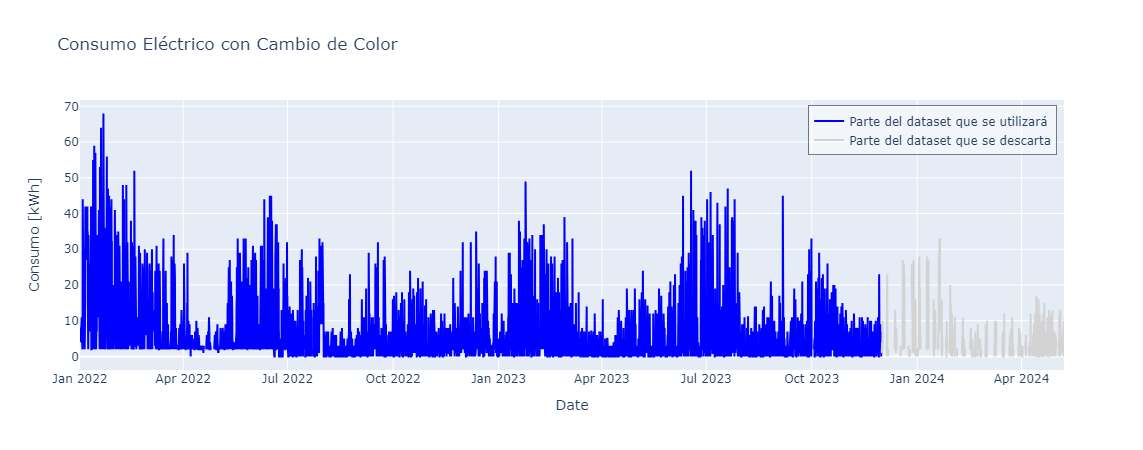 Consumo Eléctrico con Cambio de Color
Parte del dataset que se utilizará
Parte del dataset que se descarta
Consumo [kWh]
70
60
50
40
30
20
10
0
Jan 2022
Apr 2022
Jul 2022
Oct 2022
Jan 2023
Apr 2023
Jul 2023
Oct 2023
Jan 2024
Apr 2024
Date